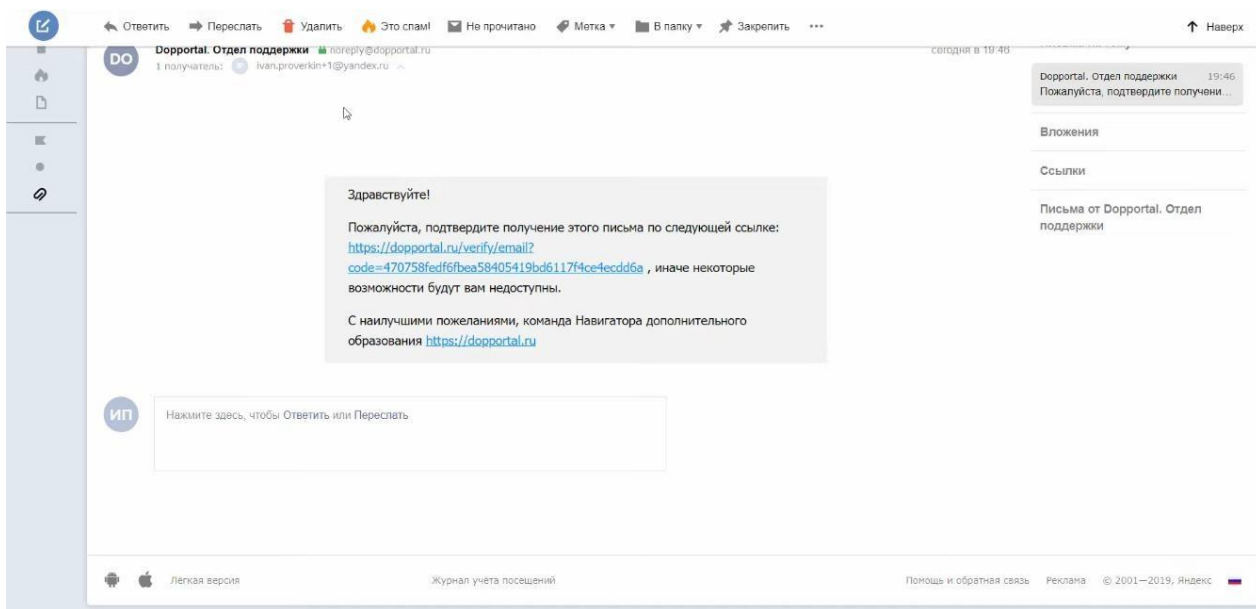 Ответить Переслать Удалить Это спам! Не прочитано Метка В папку Закрепить ... Наверх
DO Dopportal. Отдел поддержки noreply@dopportal.ru сегодня в 19:46
1 получатель: ivan.proverkin+1@yandex.ru
Dopportal. Отдел поддержки 19:46
Пожалуйста, подтвердите получени...
Вложения
Ссылки
Письма от Dopportal. Отдел
поддержки
Здравствуйте!
Пожалуйста, подтвердите получение этого письма по следующей ссылке:
https://dopportal.ru/verify/email?
code=470758fedf6fbea58405419bd6117f4ce4ecdd6a , иначе некоторые
возможности будут вам недоступны.
С наилучшими пожеланиями, команда Навигатора дополнительного
образования https://dopportal.ru
ИП Нажмите здесь, чтобы Ответить или Переслать
Легкая версия Журнал учёта посещений Помощь и обратная связь Реклама © 2001—2019, Яндекс